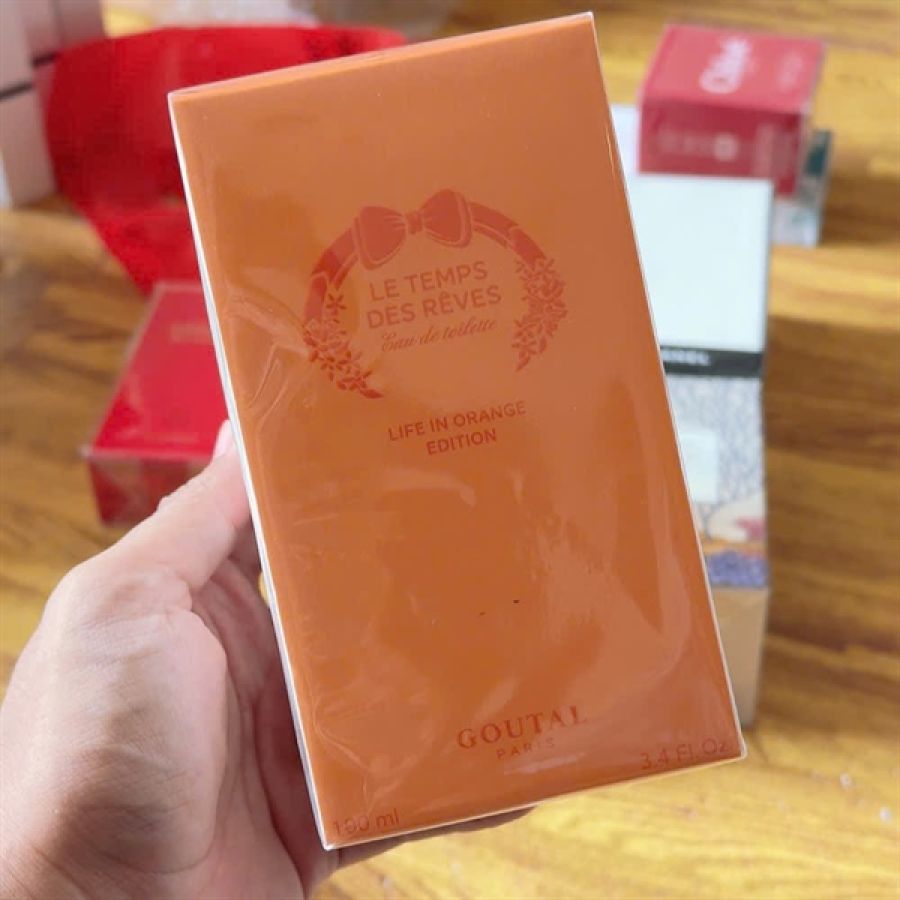 LE TEMPS
DES RÊVES
Eau de toilette
LIFE IN ORANGE
EDITION
GOUTAL
PARIS
100 ml
3.4 Fl. Oz
Chloé